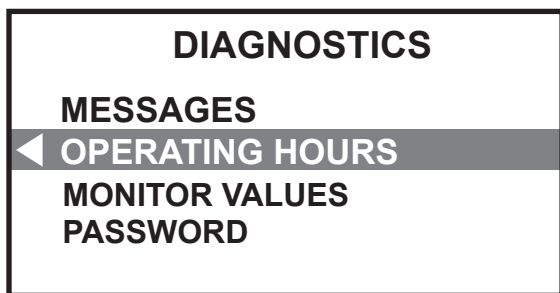 DIAGNOSTICS
MESSAGES
OPERATING HOURS
MONITOR VALUES
PASSWORD